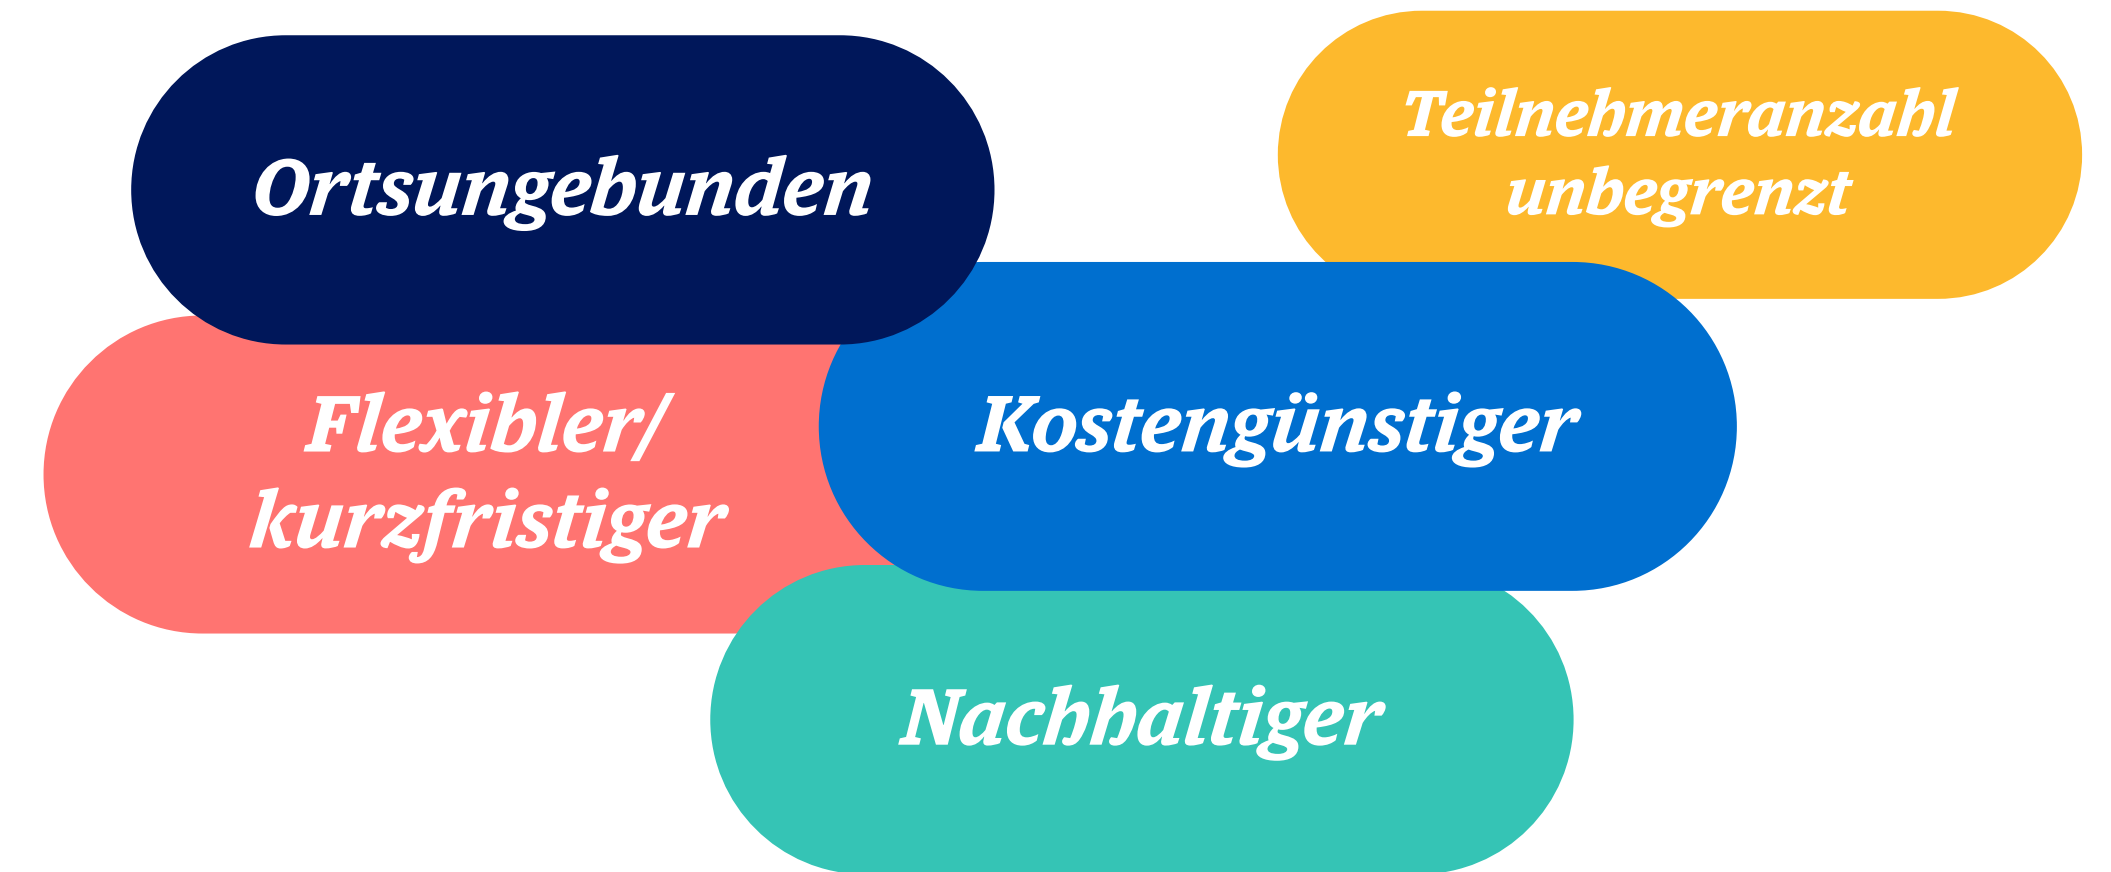 Ortsungebunden
Teilnehmeranzahl
unbegrenzt
Flexibler/
kurzfristiger
Kostengünstiger
Nachhaltiger